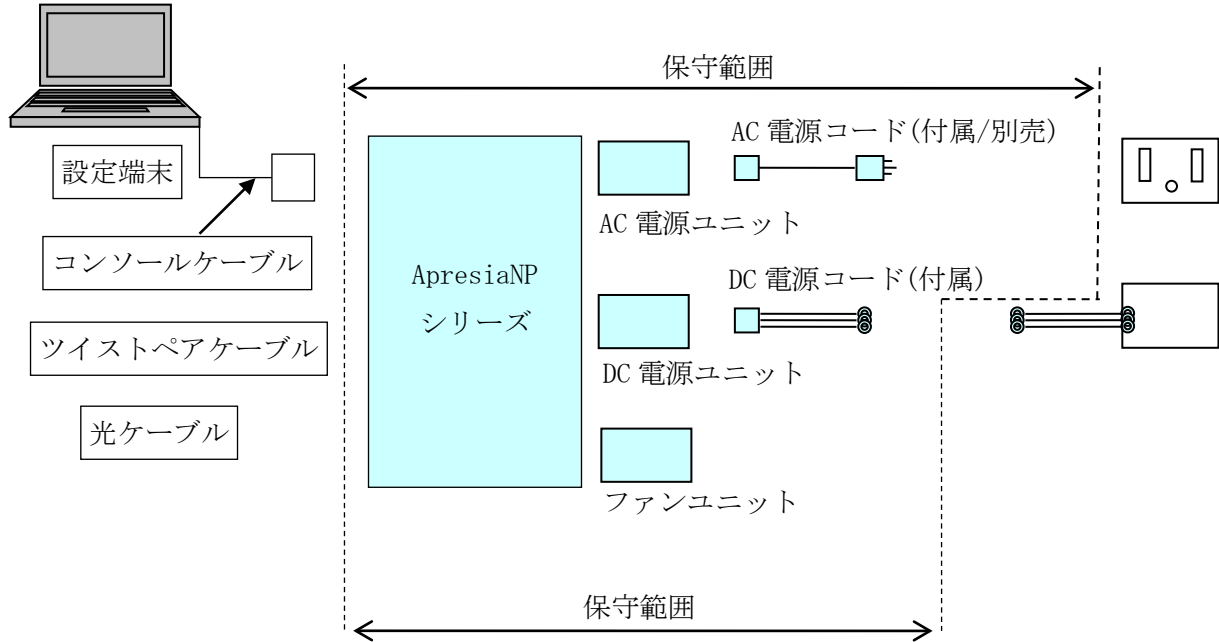 保守範囲
AC 電源コード(付属/別売)
設定端末
AC 電源ユニット
コンソールケーブル
ApresiaNP
シリーズ
DC 電源コード(付属)
ツイストペアケーブル
DC 電源ユニット
光ケーブル
ファンユニット
保守範囲